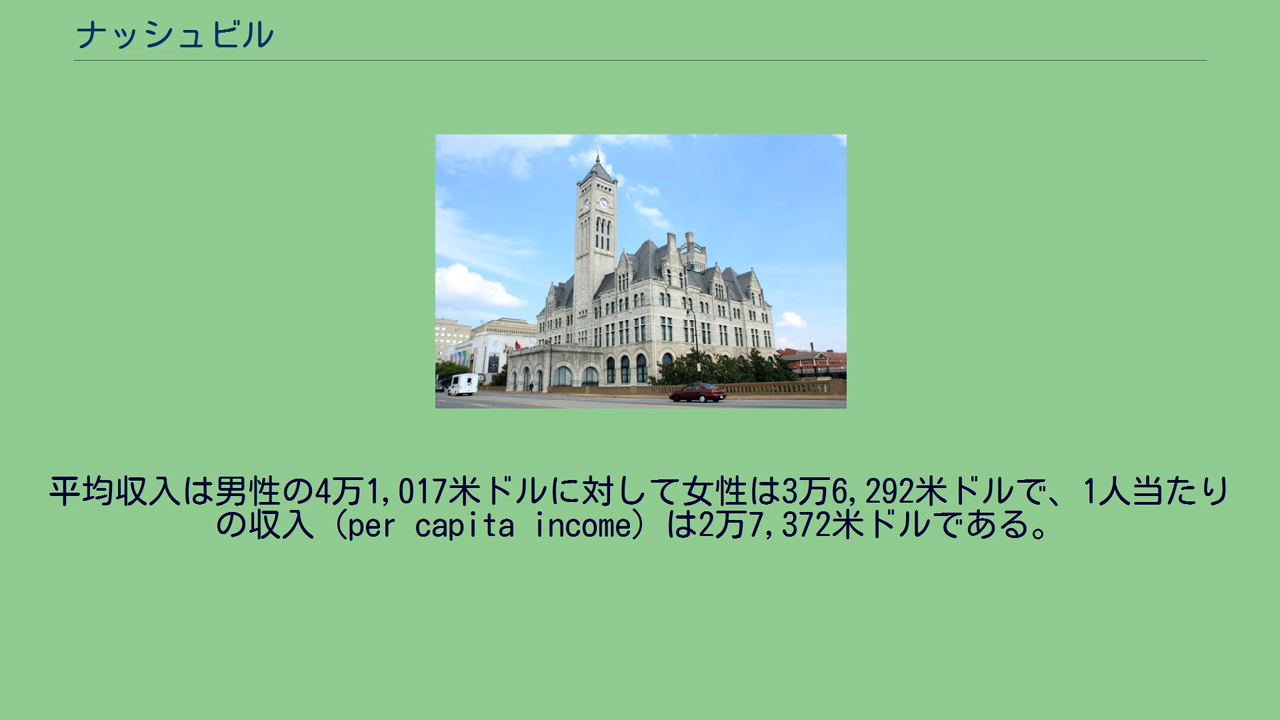 ナッシュビル
平均収入は男性の4万1,017米ドルに対して女性は3万6,292米ドルで、1人当たり
の収入（per capita income）は2万7,372米ドルである。